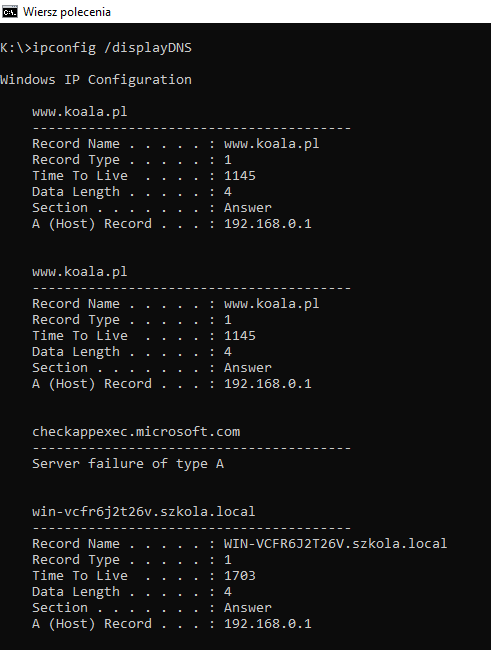 Wiersz polecenia
K:\>ipconfig /displayDNS
Windows IP Configuration
www.koala.pl
----------------------------------------
Record Name . . . . . : www.koala.pl
Record Type . . . . . : 1
Time To Live  . . . . : 1145
Data Length . . . . . : 4
Section . . . . . . . : Answer
A (Host) Record . . . : 192.168.0.1
www.koala.pl
----------------------------------------
Record Name . . . . . : www.koala.pl
Record Type . . . . . : 1
Time To Live  . . . . : 1145
Data Length . . . . . : 4
Section . . . . . . . : Answer
A (Host) Record . . . : 192.168.0.1
checkappexec.microsoft.com
----------------------------------------
Server failure of type A
win-vcfr6j2t26v.szkola.local
----------------------------------------
Record Name . . . . . : WIN-VCFR6J2T26V.szkola.local
Record Type . . . . . : 1
Time To Live  . . . . : 1703
Data Length . . . . . : 4
Section . . . . . . . : Answer
A (Host) Record . . . : 192.168.0.1